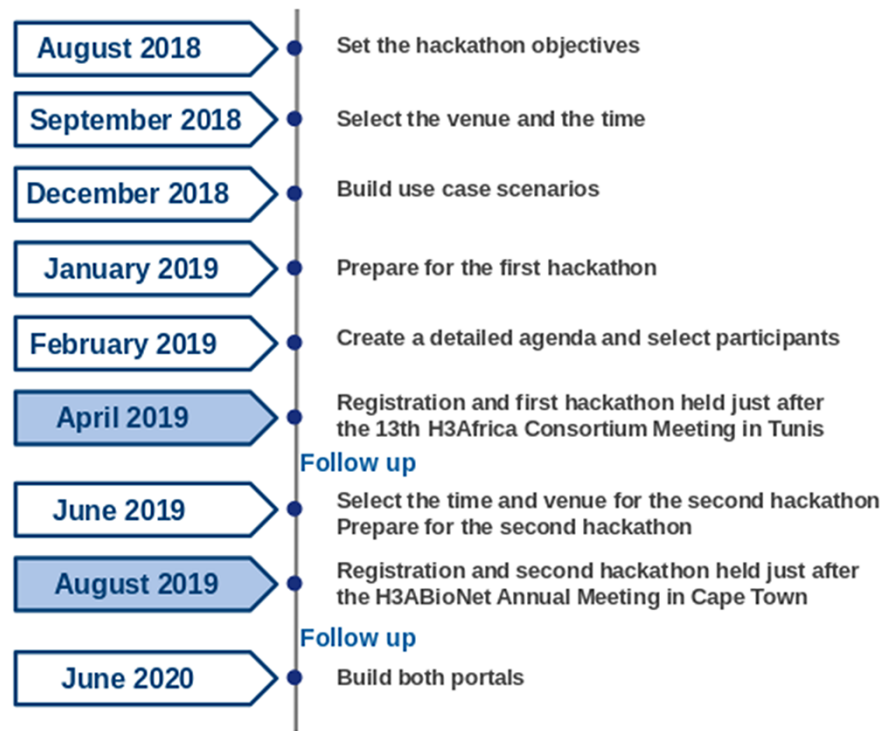 August 2018
Set the hackathon objectives
September 2018
Select the venue and the time
December 2018
Build use case scenarios
January 2019
Prepare for the first hackathon
February 2019
Create a detailed agenda and select participants
April 2019
Registration and first hackathon held just after
the 13th H3Africa Consortium Meeting in Tunis
Follow up
June 2019
Select the time and venue for the second hackathon
Prepare for the second hackathon
August 2019
Registration and second hackathon held just after
the H3ABioNet Annual Meeting in Cape Town
Follow up
June 2020
Build both portals